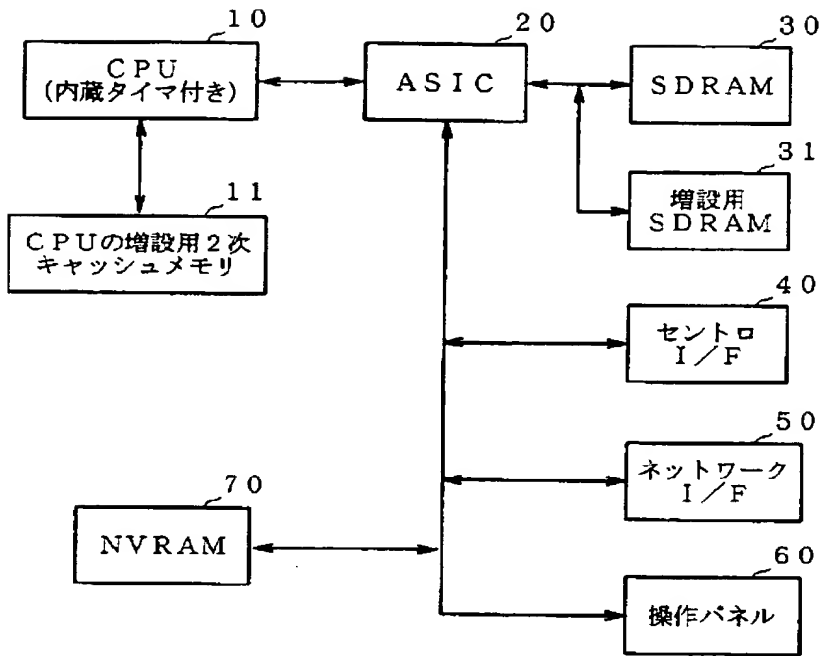 １０
ＣＰＵ
(内蔵タイマ付き)
２０
ＡＳＩＣ
３０
ＳＤＲＡＭ
３１
増設用
ＳＤＲＡＭ
１１
ＣＰＵの増設用２次
キャッシュメモリ
４０
セントロ
Ｉ／Ｆ
５０
ネットワーク
Ｉ／Ｆ
７０
ＮＶＲＡＭ
６０
操作パネル